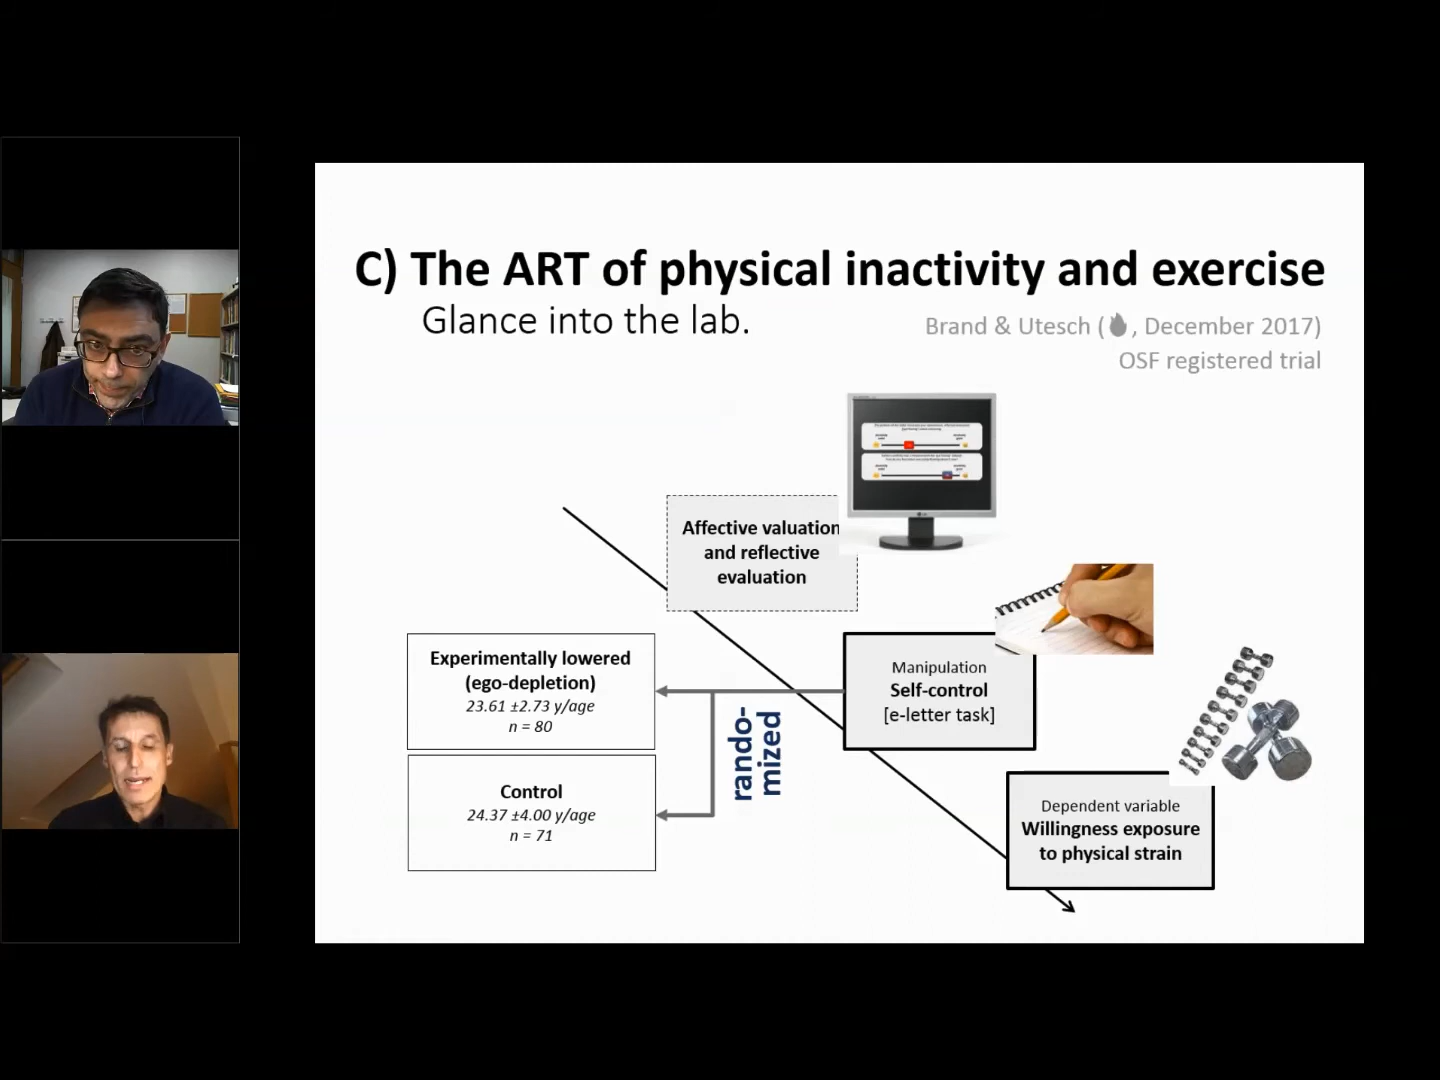 C) The ART of physical inactivity and exercise
Glance into the lab.
Brand & Utesch ( , December 2017)
OSF registered trial
Affective valuation
and reflective
evaluation
Manipulation
Self-control
[e-letter task]
Experimentally lowered
(ego-depletion)
23.61 ±2.73 y/age
n = 80
rando-
mized
Control
24.37 ±4.00 y/age
n = 71
Dependent variable
Willingness exposure
to physical strain